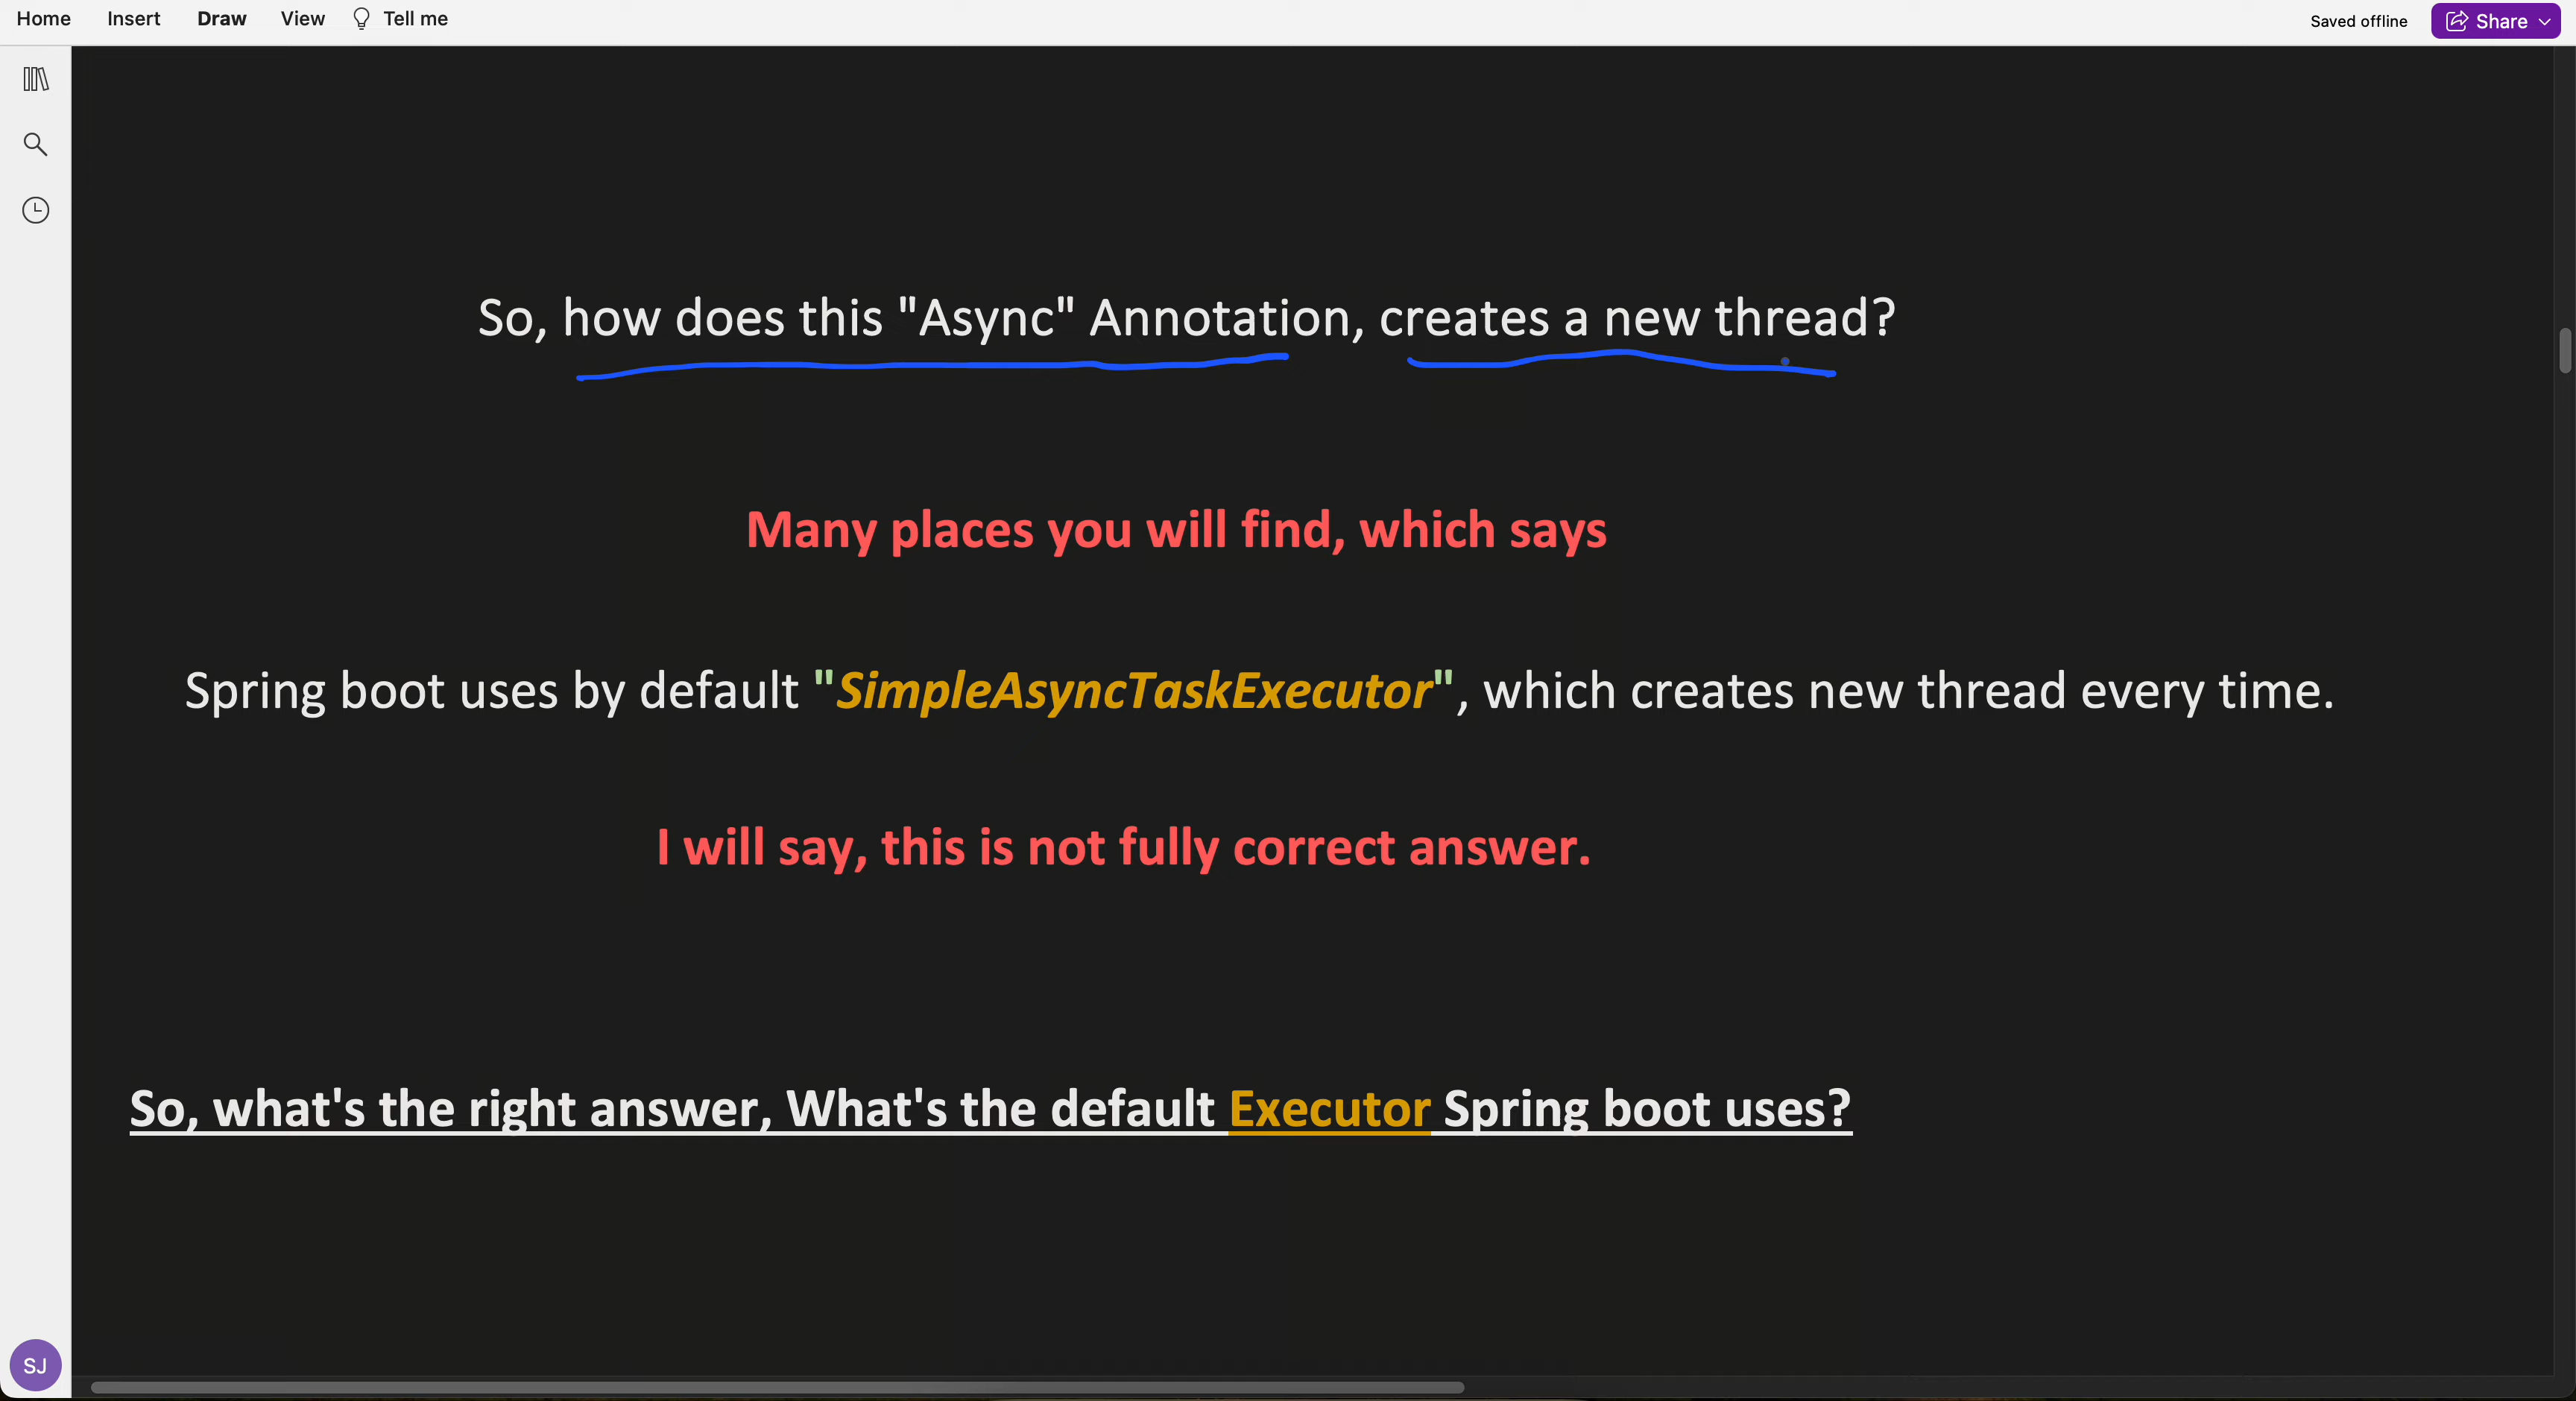 Home Insert Draw View Tell me Saved offline Share
So, how does this "Async" Annotation, creates a new thread?
Many places you will find, which says
Spring boot uses by default "SimpleAsyncTaskExecutor", which creates new thread every time.
I will say, this is not fully correct answer.
So, what's the right answer, What's the default Executor Spring boot uses?
SJ